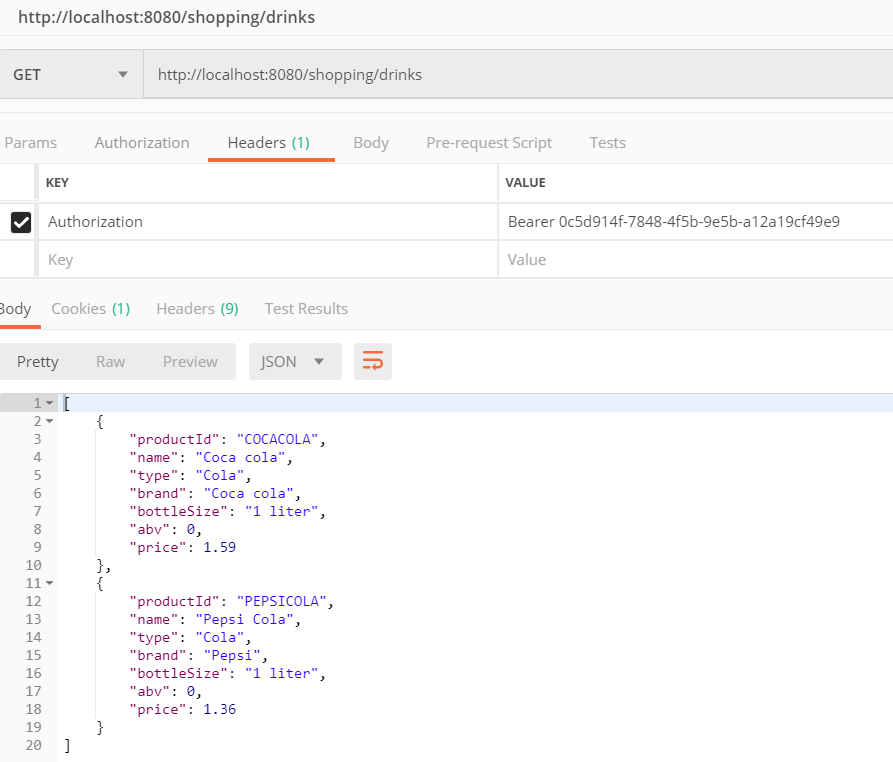 http://localhost:8080/shopping/drinks
GET http://localhost:8080/shopping/drinks
Params Authorization Headers (1) Body Pre-request Script Tests
KEY VALUE
Authorization Bearer 0c5d914f-7848-4f5b-9e5b-a12a19cf49e9
Key Value
Body Cookies (1) Headers (9) Test Results
Pretty Raw Preview JSON
1 [
2 {
3 "productId": "COCACOLA",
4 "name": "Coca cola",
5 "type": "Cola",
6 "brand": "Coca cola",
7 "bottleSize": "1 liter",
8 "abv": 0,
9 "price": 1.59
10 },
11 {
12 "productId": "PEPSICOLA",
13 "name": "Pepsi Cola",
14 "type": "Cola",
15 "brand": "Pepsi",
16 "bottleSize": "1 liter",
17 "abv": 0,
18 "price": 1.36
19 }
20 ]